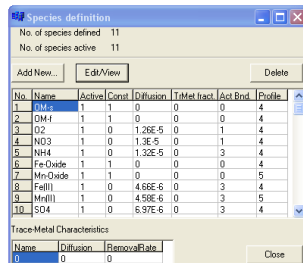 Species definition
No. of species defined 11
No. of species active 11
Add New... Edit/View Delete
No. Name Active Const Diffusion TrMet fract. Act Bnd. Profile
1 OM-s 1 1 0 0 0 4
2 OM-f 1 1 0 0 0 4
3 O2 1 0 1.26E-5 0 1 4
4 NO3 1 0 1.3E-5 0 1 4
5 NH4 1 0 1.32E-5 0 3 4
6 Fe-Oxide 1 1 0 0 0 4
7 Mn-Oxide 1 1 0 0 0 5
8 Fe(II) 1 0 4.66E-6 0 3 4
9 Mn(II) 1 0 4.58E-6 0 3 5
10 SO4 1 0 6.97E-6 0 3 4
Trace-Metal Characteristics
Name Diffusion RemovalRate
0 0 0
Close